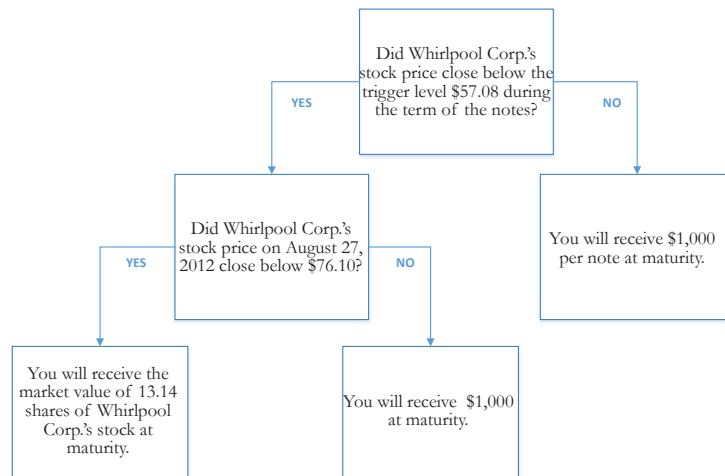 Did Whirlpool Corp.'s
stock price close below the
trigger level $57.08 during
the term of the notes?
YES
NO
Did Whirlpool Corp.'s
stock price on August 27,
2012 close below $76.10?
You will receive $1,000
per note at maturity.
YES
NO
You will receive the
market value of 13.14
shares of Whirlpool
Corp.'s stock at
maturity.
You will receive $1,000
at maturity.